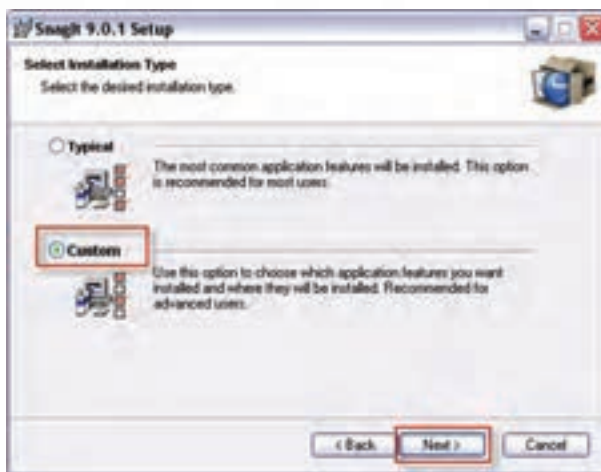 SnagIt 9.0.1 Setup
Select Installation Type
Select the desired installation type.
Typical
The most common application features will be installed. This option
is recommended for most users.
Custom
Use this option to choose which application features you want
installed and where they will be installed. Recommended for
advanced users.
< Back
Next >
Cancel